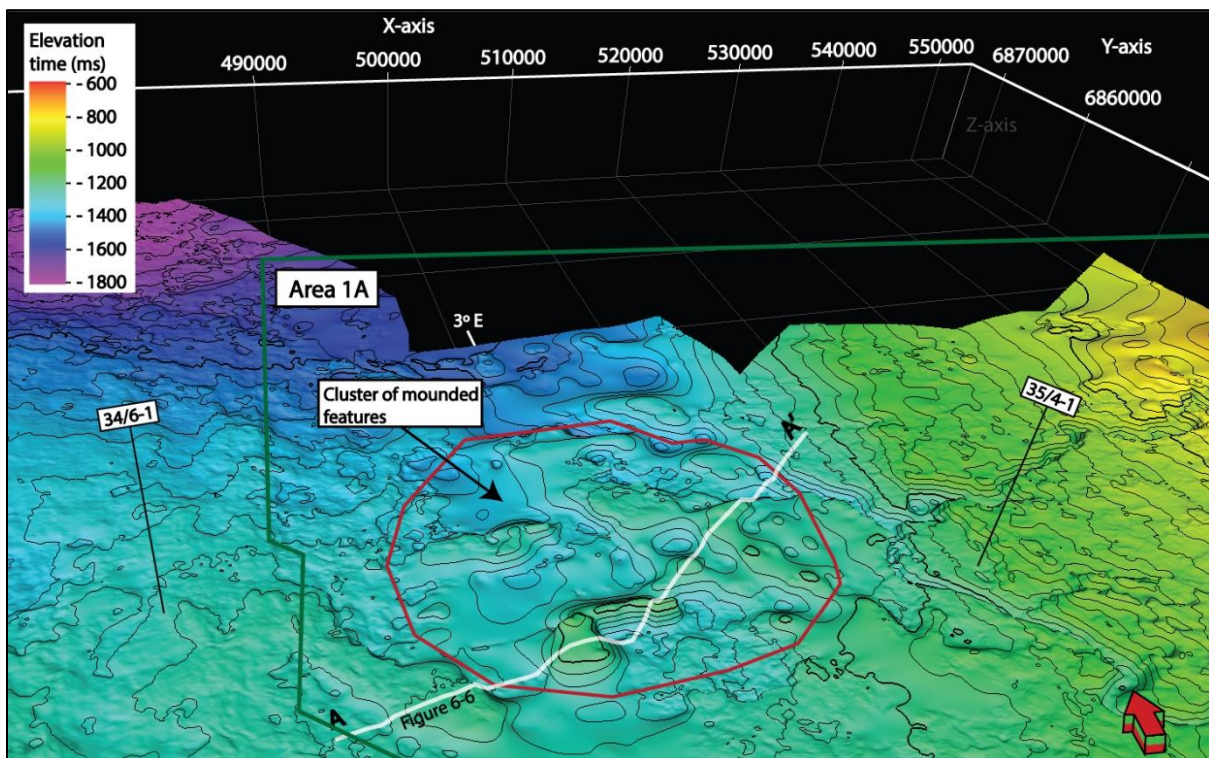 Elevation
time (ms)
- 600
- 800
- 1000
- 1200
- 1400
- 1600
- 1800
X-axis
490000
500000
510000
520000
530000
540000
550000
6870000
Y-axis
6860000
Z-axis
Area 1A
3º E
Cluster of mounded
features
34/6-1
35/4-1
A'
A
Figure 6-6